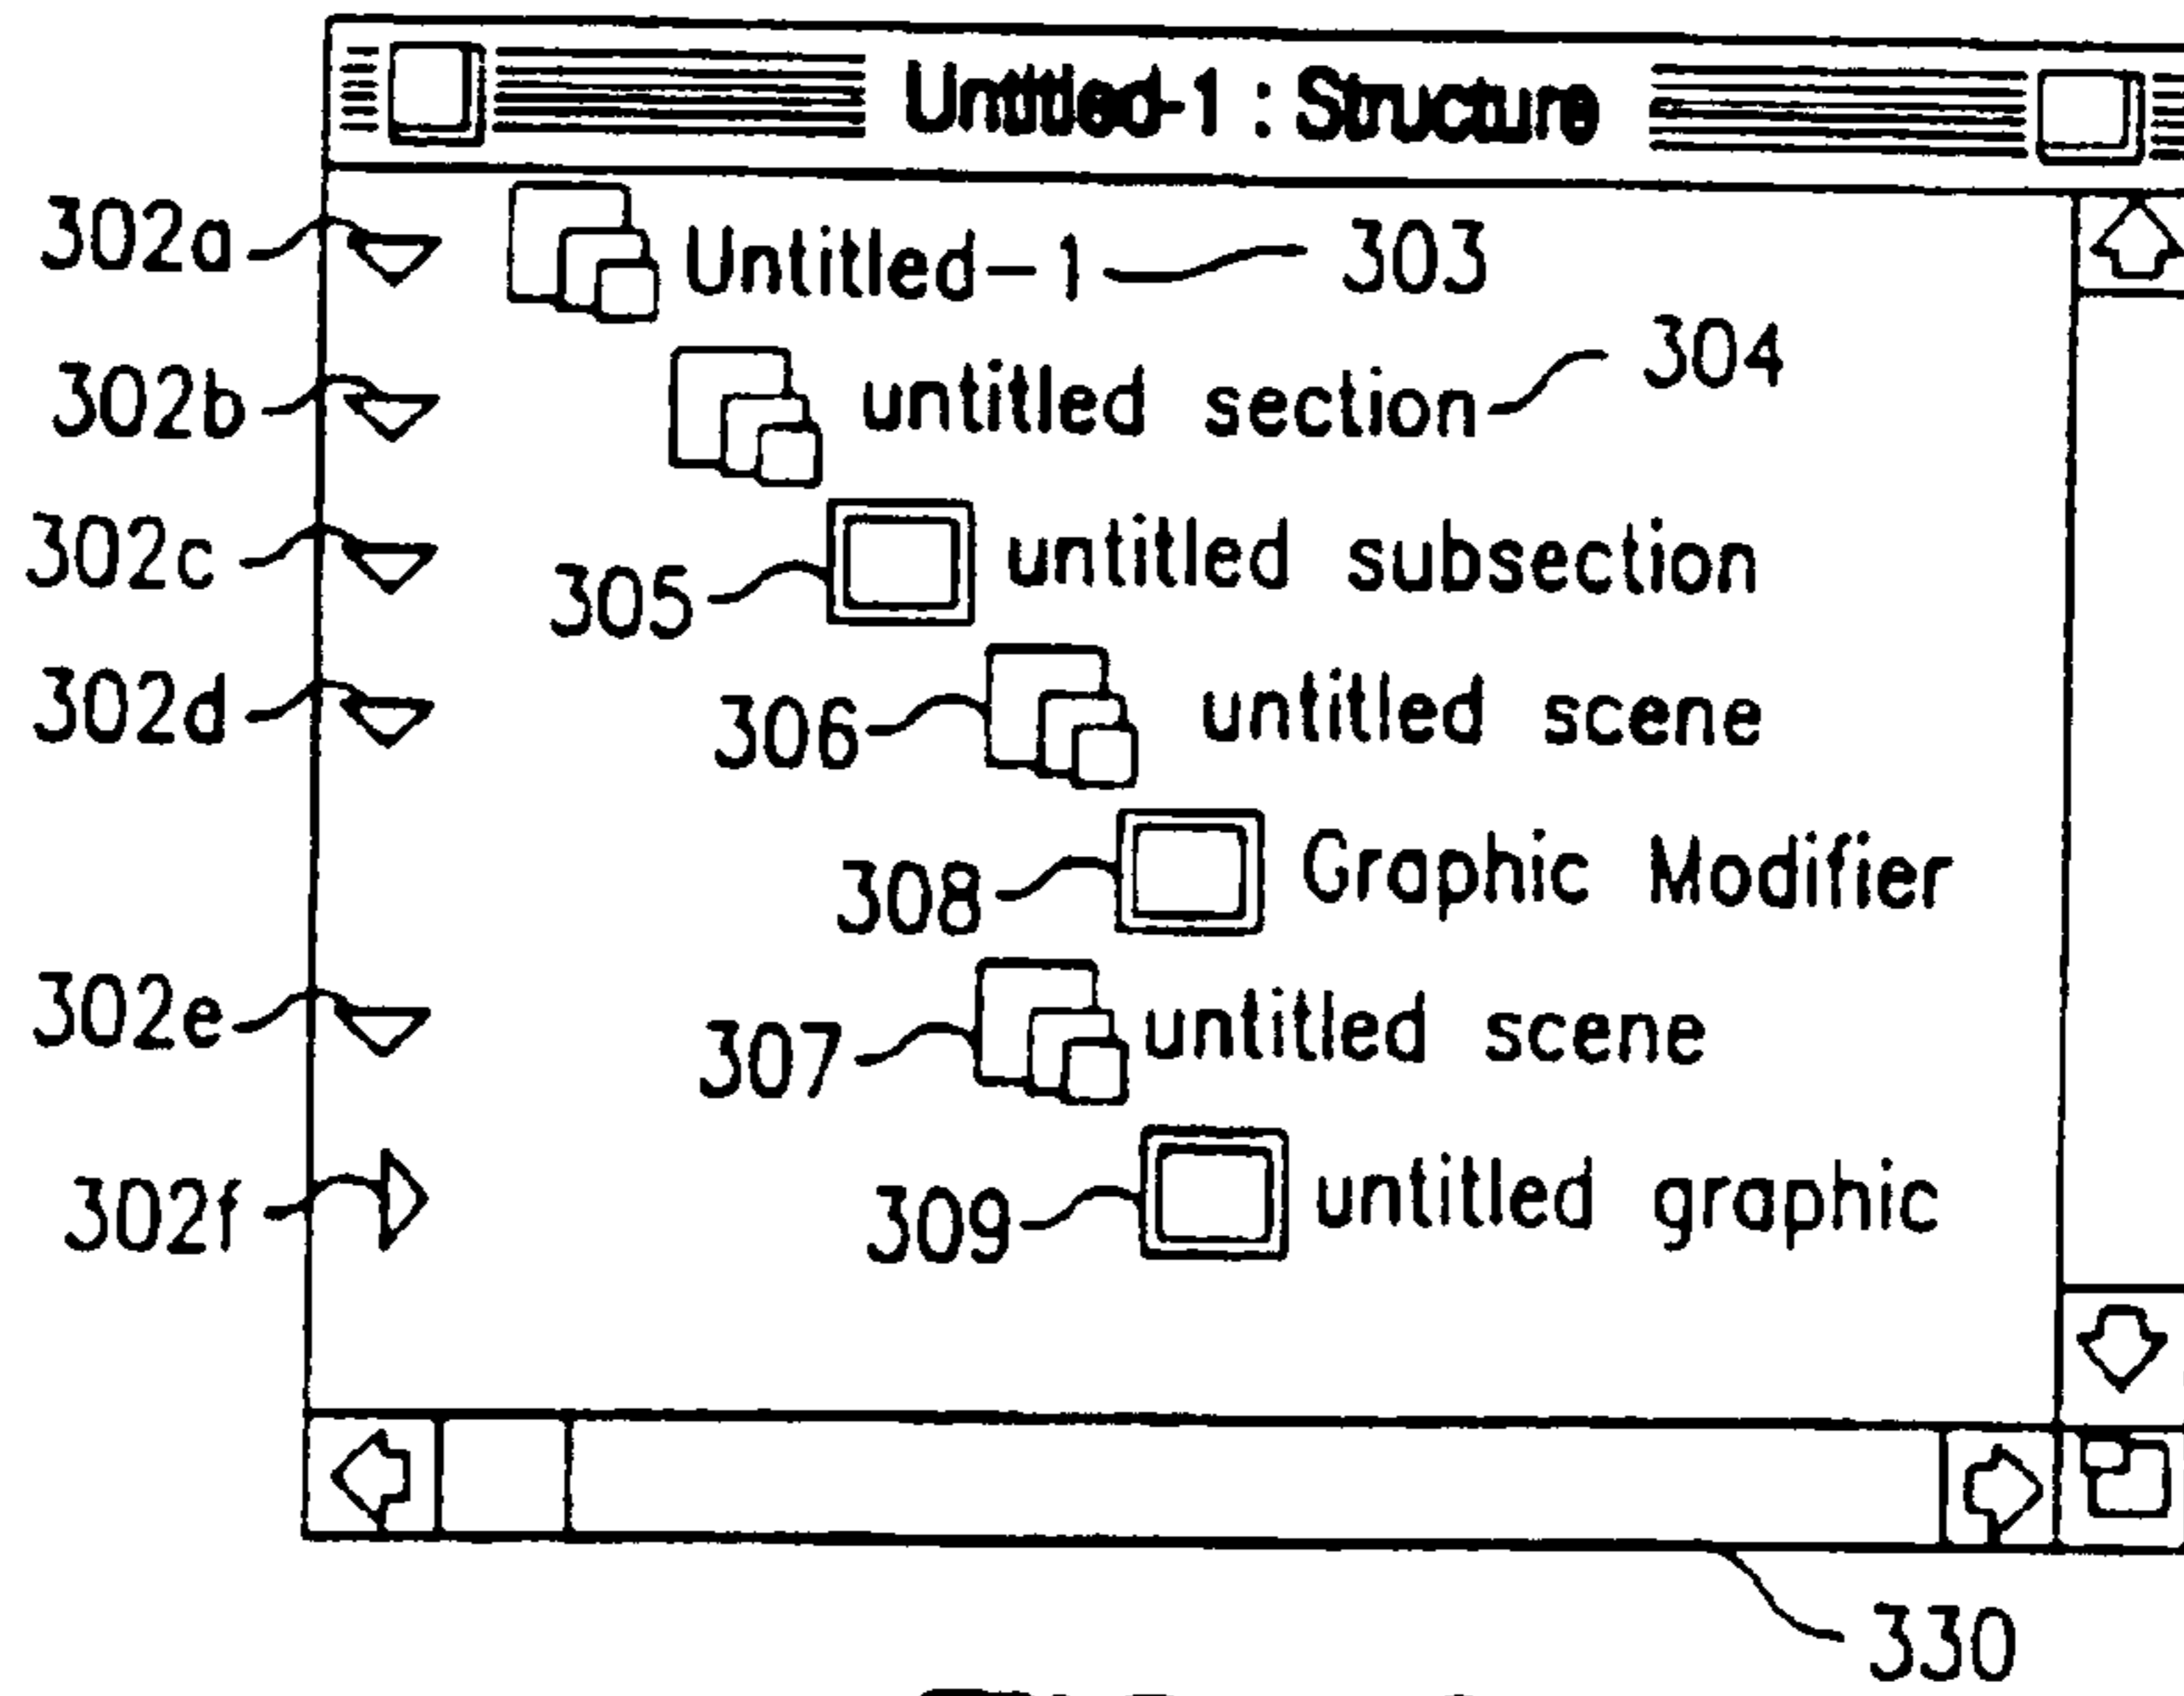 Untitled-1 : Structure
302a Untitled-1 303
302b untitled section 304
302c 305 untitled subsection
302d 306 untitled scene
308 Graphic Modifier
302e 307 untitled scene
302f 309 untitled graphic
330